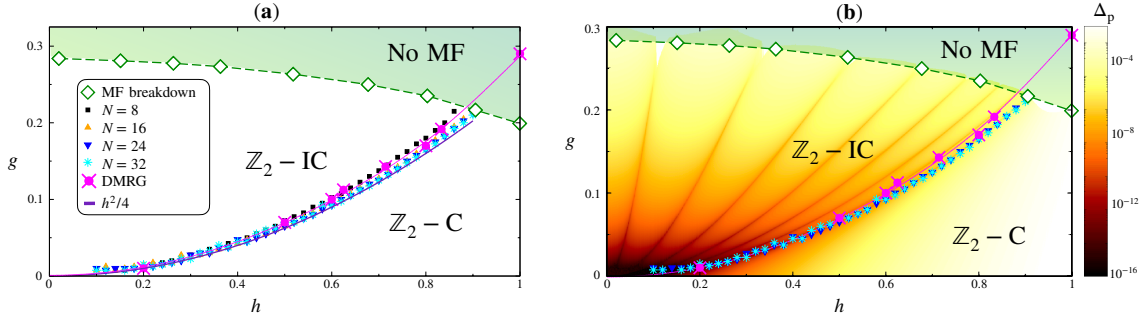 (a)
0.3
0.2
g
0.1
0
0
0.2
0.4
0.6
0.8
1
h
No MF
MF breakdown
N = 8
N = 16
N = 24
N = 32
DMRG
h²/4
ℤ₂ − IC
ℤ₂ − C
(b)
0.3
0.2
g
0.1
0
0
0.2
0.4
0.6
0.8
1
h
No MF
ℤ₂ − IC
ℤ₂ − C
Δₚ
10⁻⁴
10⁻⁸
10⁻¹²
10⁻¹⁶